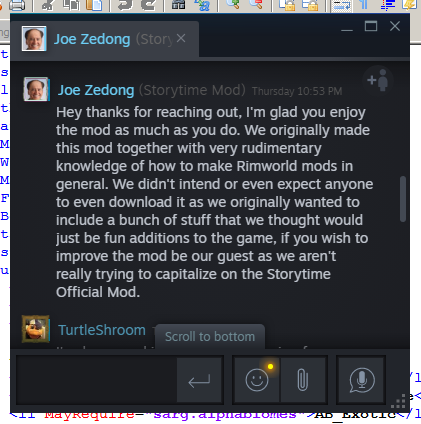 Joe Zedong (Story
Joe Zedong (Storytime Mod) Thursday 10:53 PM
Hey thanks for reaching out, I'm glad you enjoy
the mod as much as you do. We originally made
this mod together with very rudimentary
knowledge of how to make Rimworld mods in
general. We didn't intend or even expect anyone
to even download it as we originally wanted to
include a bunch of stuff that we thought would
just be fun additions to the game, if you wish to
improve the mod be our guest as we aren't
really trying to capitalize on the Storytime
Official Mod.
TurtleShroom
Scroll to bottom
<li MayRequire="sarg.alphabiomes">AB_Exotic</l